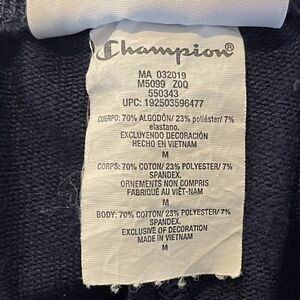 Champion®
MA 032019
M5099 Z0Q
550343
UPC: 192503596477
CUERPO: 70% ALGODÓN/ 23% poliéster/ 7%
elastano.
EXCLUYENDO DECORACIÓN
HECHO EN VIETNAM
M
CORPS: 70% COTON/ 23% POLYESTER/ 7%
SPANDEX.
ORNEMENTS NON COMPRIS
FABRIQUÉ AU VIÊT-NAM
M
BODY: 70% COTTON/ 23% POLYESTER/ 7%
SPANDEX.
EXCLUSIVE OF DECORATION
MADE IN VIETNAM
M